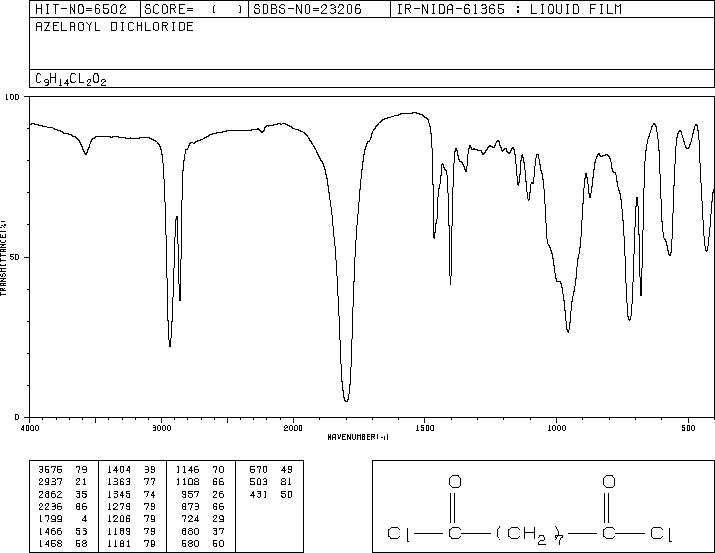 HIT-NO=6502 SCORE= ( ) SDBS-NO=23206 IR-NIDA-61365 : LIQUID FILM
AZELAOYL DICHLORIDE
C9H14CL2O2
100
TRANSMITTANCE(%)
50
0
4000 3000 2000 1500 1000 500
WAVENUMBER(-1)
3576 79 1404 39 1146 70 570 49
2937 21 1363 77 1108 66 503 81
2862 35 1345 74 957 26 431 50
2236 86 1279 79 873 66
1799 4 1206 79 724 29
1466 53 1189 79 680 37
1458 58 1181 79 580 50
O O
Cl C (CH2)7 C Cl